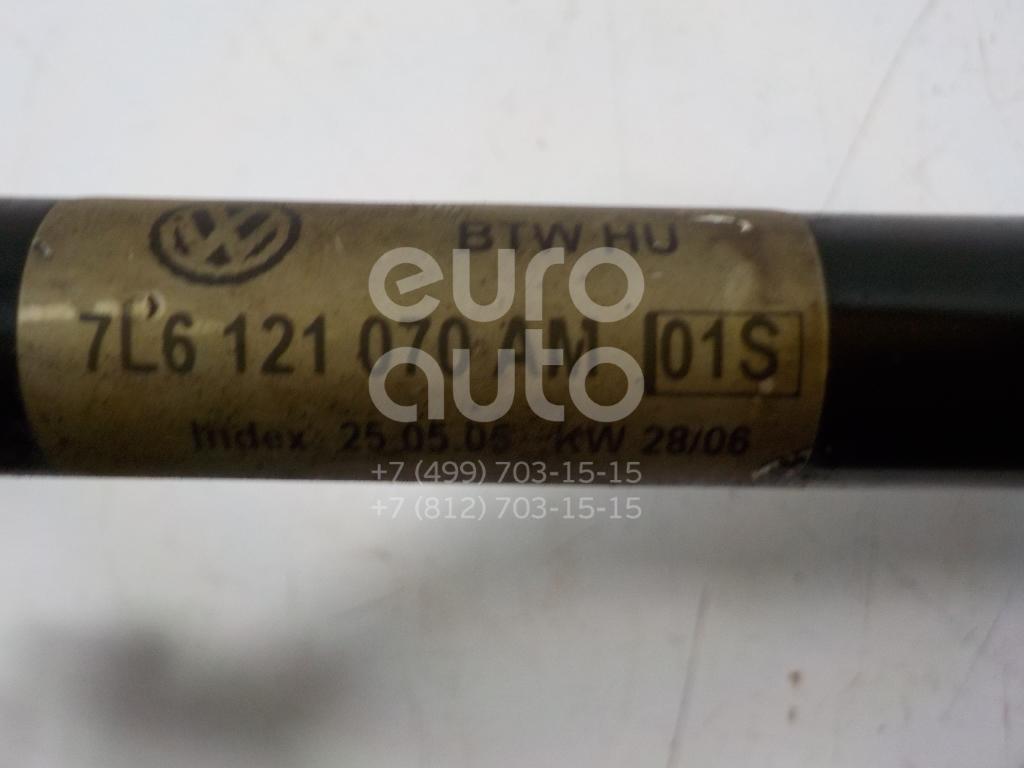 BTW HU
7L6 121 070 AM 01S
Index 25.05.05 KW 28/06
euro
auto
+7 (499) 703-15-15
+7 (812) 703-15-15